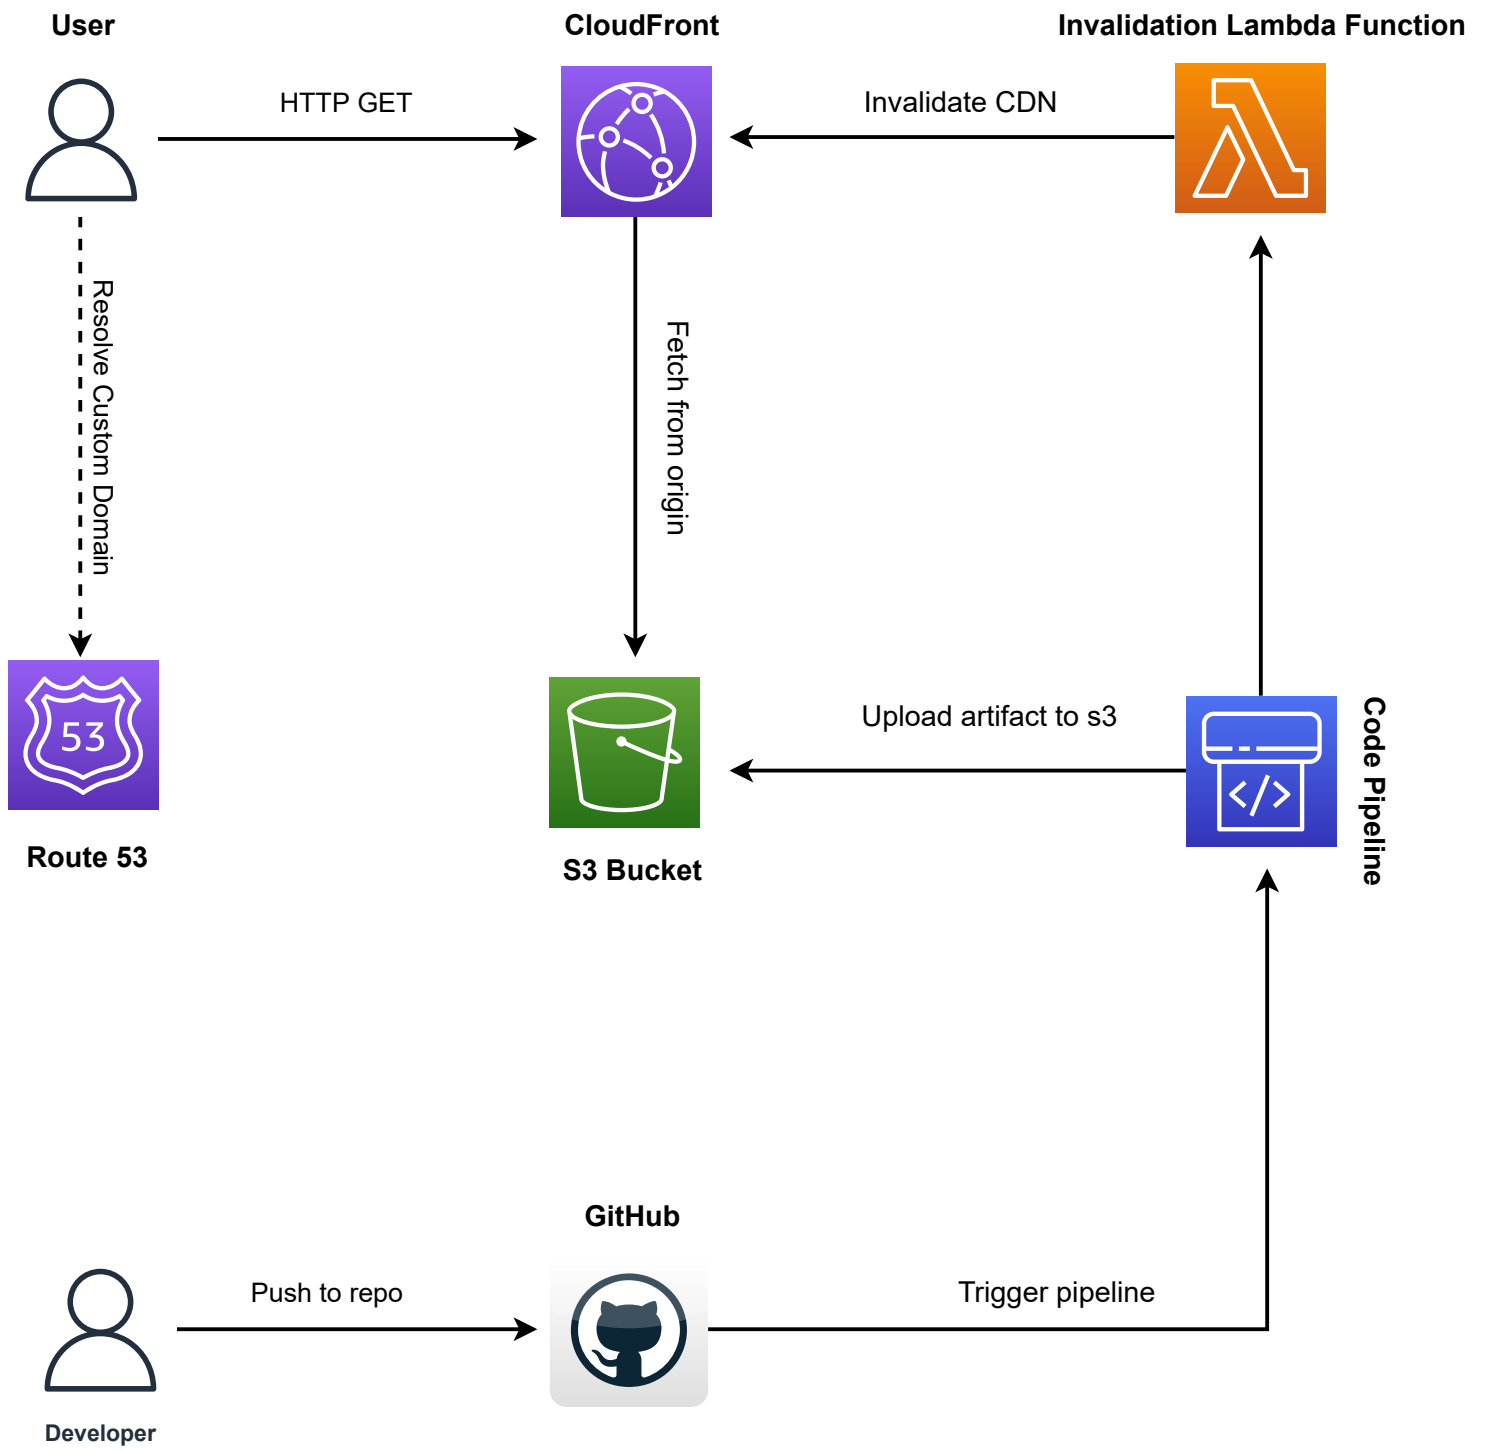 User
CloudFront
Invalidation Lambda Function
HTTP GET
Invalidate CDN
Resolve Custom Domain
Fetch from origin
53
Route 53
S3 Bucket
Upload artifact to s3
</>
Code Pipeline
GitHub
Push to repo
Trigger pipeline
Developer